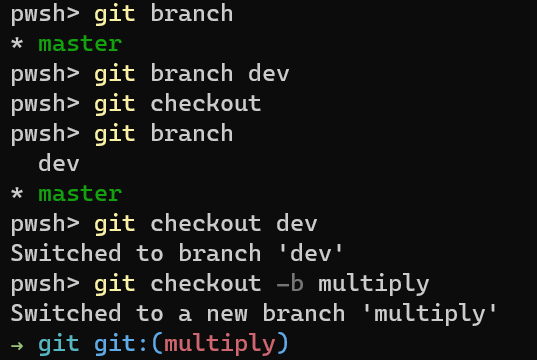 pwsh> git branch
* master
pwsh> git branch dev
pwsh> git checkout
pwsh> git branch
  dev
* master
pwsh> git checkout dev
Switched to branch 'dev'
pwsh> git checkout -b multiply
Switched to a new branch 'multiply'
→ git git:(multiply)